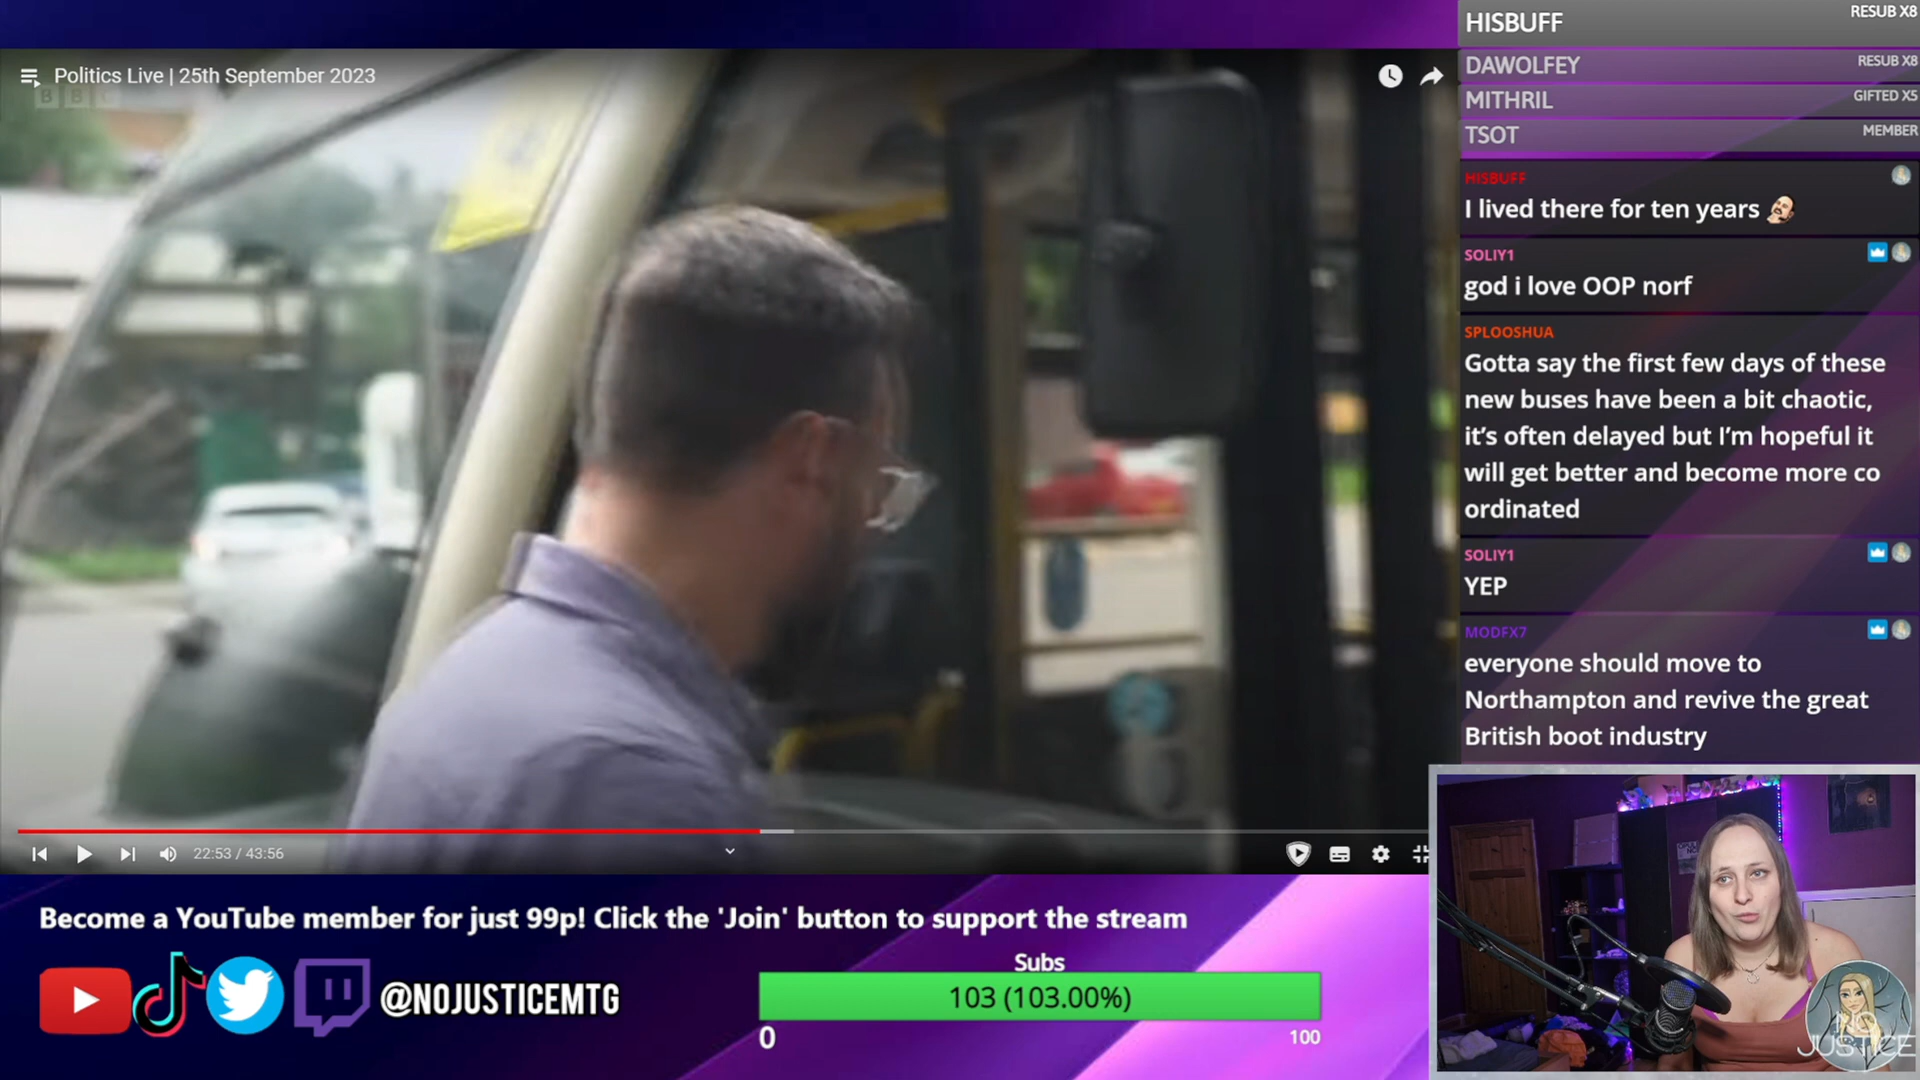 Politics Live | 25th September 2023
BBC
22:53 / 43:56
HISBUFF RESUB X8
DAWOLFEY RESUB X8
MITHRIL GIFTED X5
TSOT MEMBER
HISBUFF
I lived there for ten years
SOLIY1
god i love OOP norf
SPLOOSHUA
Gotta say the first few days of these
new buses have been a bit chaotic,
it’s often delayed but I’m hopeful it
will get better and become more co
ordinated
SOLIY1
YEP
MODFX7
everyone should move to
Northampton and revive the great
British boot industry
Become a YouTube member for just 99p! Click the 'Join' button to support the stream
@NOJUSTICEMTG
Subs
103 (103.00%)
0 100
NO
JUSTICE